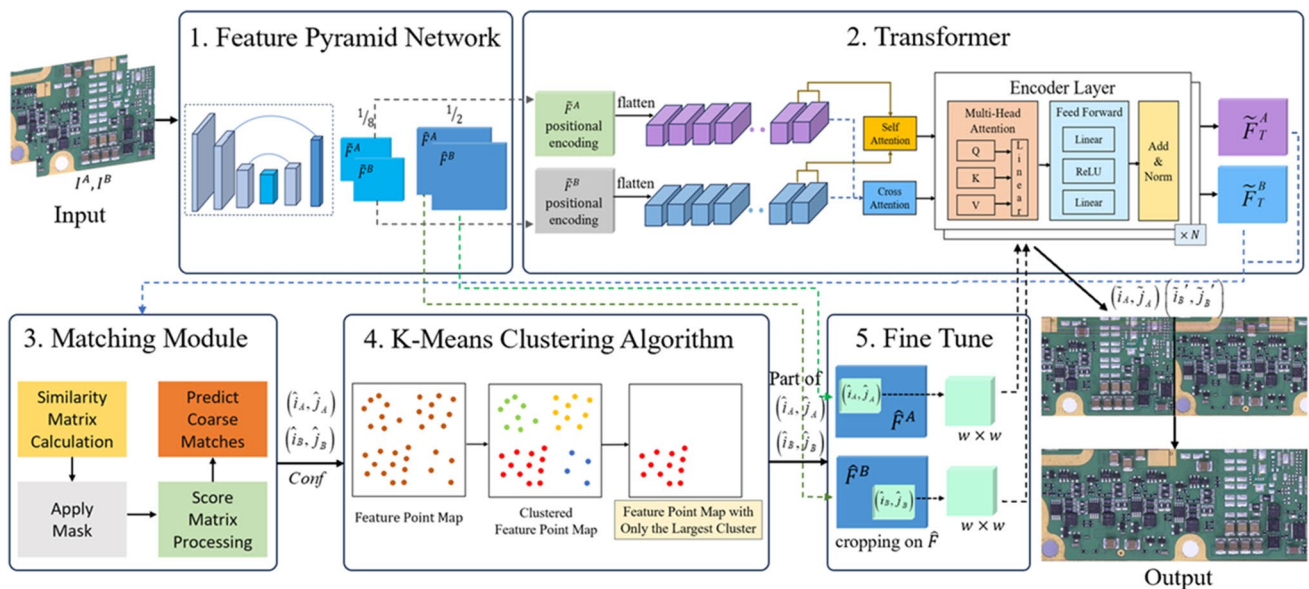 1. Feature Pyramid Network
I^A, I^B
Input
1/8
1/2
F̃^A
F̃^B
F̂^A
F̂^B
2. Transformer
F̃^A
positional
encoding
flatten
F̃^B
positional
encoding
flatten
Self
Attention
Cross
Attention
Encoder Layer
Multi-Head
Attention
Q
K
V
Linear
Feed Forward
Linear
ReLU
Linear
Add
&
Norm
× N
F̃_T^A
F̃_T^B
3. Matching Module
Similarity
Matrix
Calculation
Predict
Coarse
Matches
Apply
Mask
Score
Matrix
Processing
(î_A, ĵ_A)
(î_B, ĵ_B)
Conf
4. K-Means Clustering Algorithm
Feature Point Map
Clustered
Feature Point Map
Feature Point Map with
Only the Largest Cluster
Part of
(î_A, ĵ_A)
(î_B, ĵ_B)
5. Fine Tune
(î_A, ĵ_A)
F̂^A
w × w
F̂^B
(î_B, ĵ_B)
w × w
cropping on F̂
(ĩ_A, j̃_A) (ĩ_B′, j̃_B′)
Output